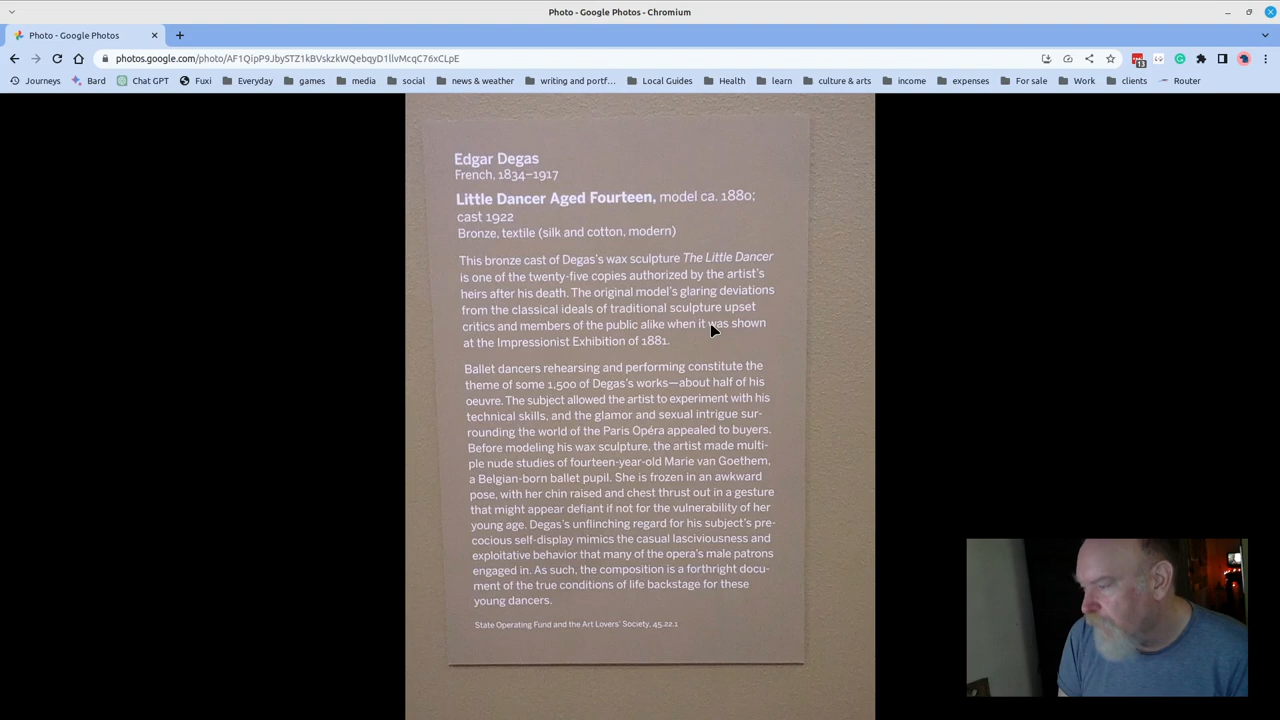 Photo - Google Photos - Chromium
Photo - Google Photos
photos.google.com/photo/AF1QipP9JbySTZ1kBVskzkWQebqyD1llvMcqC76xCLpE
13
Journeys Bard Chat GPT Fuxi Everyday games media social news & weather writing and portf... Local Guides Health learn culture & arts income expenses For sale Work clients Router
Edgar Degas
French, 1834–1917
Little Dancer Aged Fourteen, model ca. 1880;
cast 1922
Bronze, textile (silk and cotton, modern)
This bronze cast of Degas's wax sculpture The Little Dancer
is one of the twenty-five copies authorized by the artist's
heirs after his death. The original model's glaring deviations
from the classical ideals of traditional sculpture upset
critics and members of the public alike when it was shown
at the Impressionist Exhibition of 1881.
Ballet dancers rehearsing and performing constitute the
theme of some 1,500 of Degas's works—about half of his
oeuvre. The subject allowed the artist to experiment with his
technical skills, and the glamor and sexual intrigue sur-
rounding the world of the Paris Opéra appealed to buyers.
Before modeling his wax sculpture, the artist made multi-
ple nude studies of fourteen-year-old Marie van Goethem,
a Belgian-born ballet pupil. She is frozen in an awkward
pose, with her chin raised and chest thrust out in a gesture
that might appear defiant if not for the vulnerability of her
young age. Degas's unflinching regard for his subject's pre-
cocious self-display mimics the casual lasciviousness and
exploitative behavior that many of the opera's male patrons
engaged in. As such, the composition is a forthright docu-
ment of the true conditions of life backstage for these
young dancers.
State Operating Fund and the Art Lovers' Society, 45.22.1